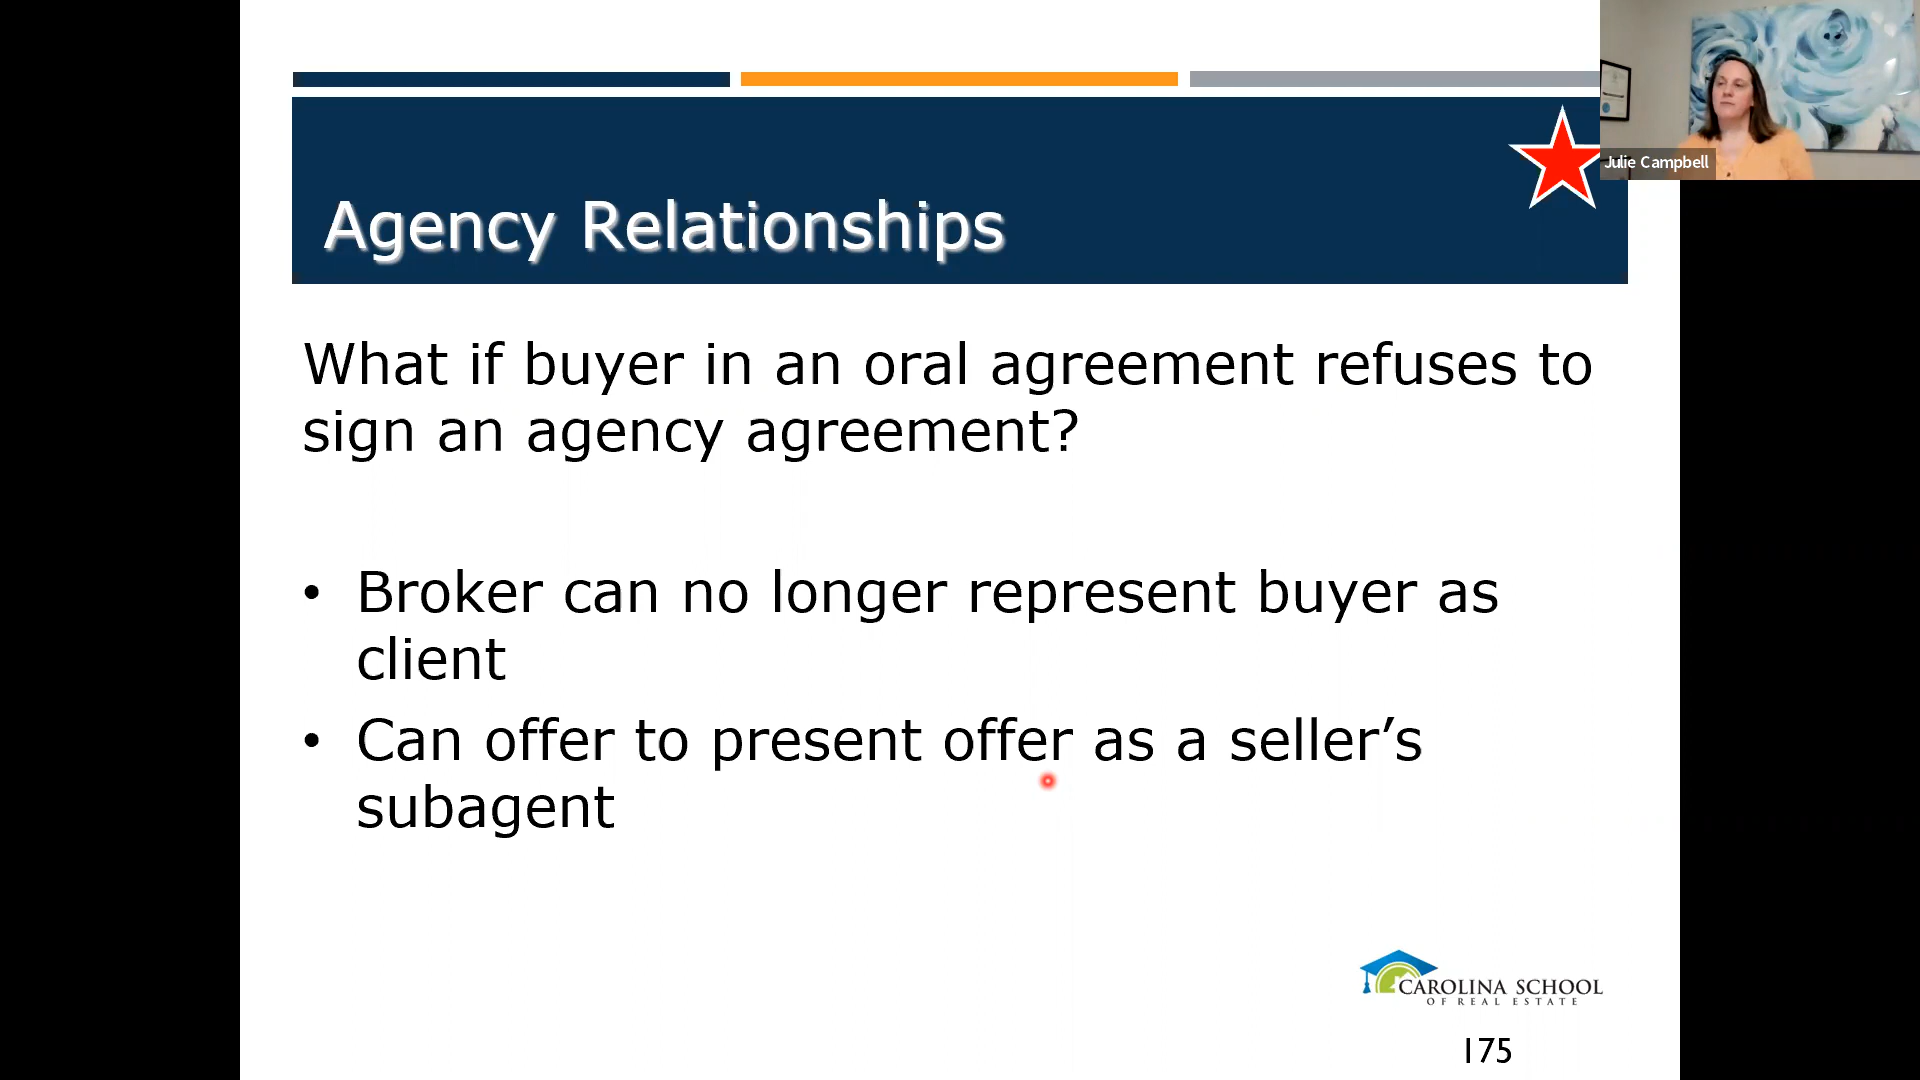 Julie Campbell
Agency Relationships
What if buyer in an oral agreement refuses to
sign an agency agreement?
• Broker can no longer represent buyer as
client
• Can offer to present offer as a seller’s
subagent
CAROLINA SCHOOL
OF REAL ESTATE
175